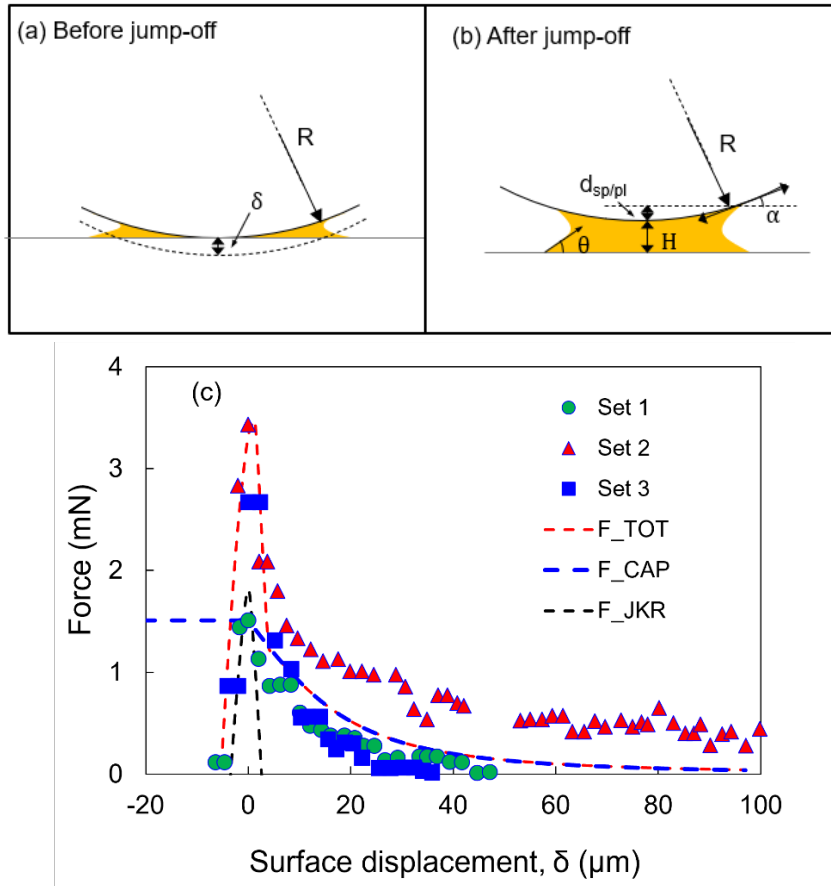 (a) Before jump-off
R
δ
(b) After jump-off
R
d_sp/pl
α
θ
H
(c)
4
3
2
1
0
-20
0
20
40
60
80
100
Force (mN)
Surface displacement, δ (μm)
Set 1
Set 2
Set 3
F_TOT
F_CAP
F_JKR